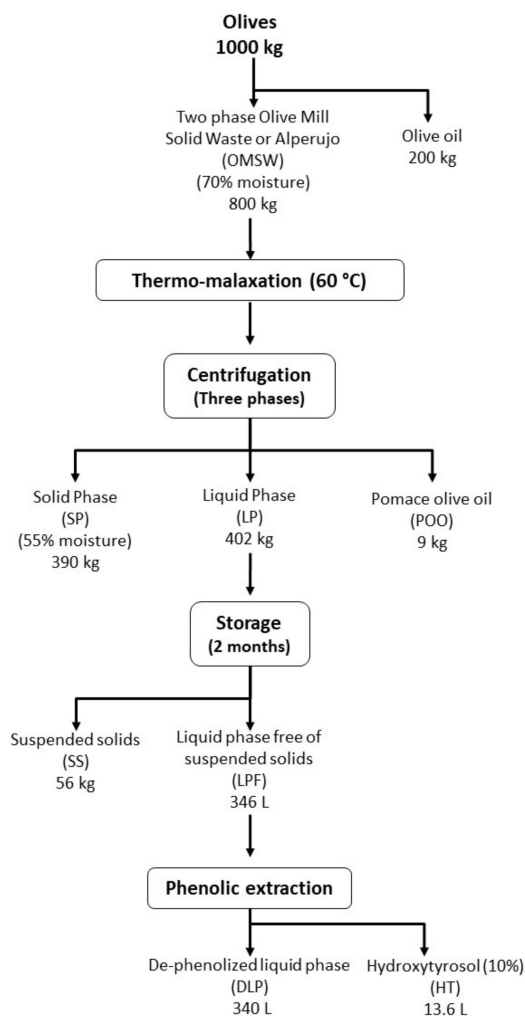 Olives
1000 kg
Two phase Olive Mill
Solid Waste or Alperujo
(OMSW)
(70% moisture)
800 kg
Olive oil
200 kg
Thermo-malaxation (60 °C)
Centrifugation
(Three phases)
Solid Phase
(SP)
(55% moisture)
390 kg
Liquid Phase
(LP)
402 kg
Pomace olive oil
(POO)
9 kg
Storage
(2 months)
Suspended solids
(SS)
56 kg
Liquid phase free of
suspended solids
(LPF)
346 L
Phenolic extraction
De-phenolized liquid phase
(DLP)
340 L
Hydroxytyrosol (10%)
(HT)
13.6 L